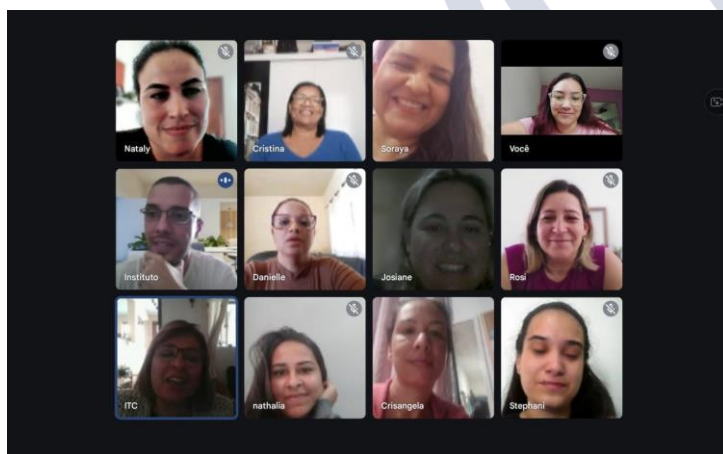 Nataly
Cristina
Soraya
Você
Instituto
Danielle
Josiane
Rosi
ITC
nathalia
Crisangela
Stephani